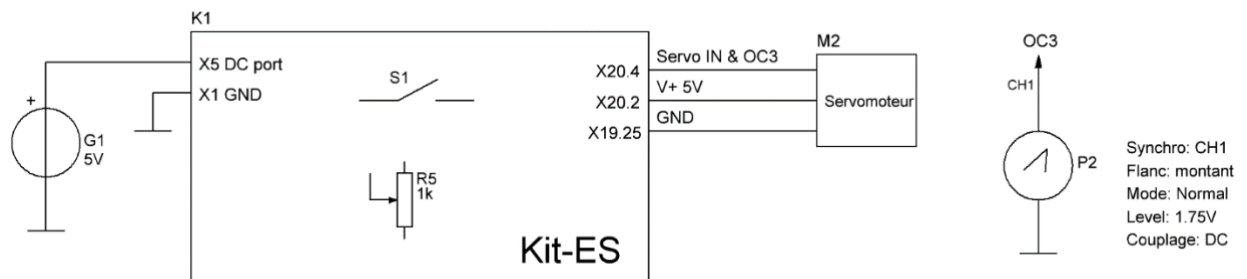 K1
X5 DC port
X1 GND
+
G1
5V
S1
R5
1k
Kit-ES
X20.4
X20.2
X19.25
Servo IN & OC3
V+ 5V
GND
M2
Servomoteur
OC3
CH1
P2
Synchro: CH1
Flanc: montant
Mode: Normal
Level: 1.75V
Couplage: DC